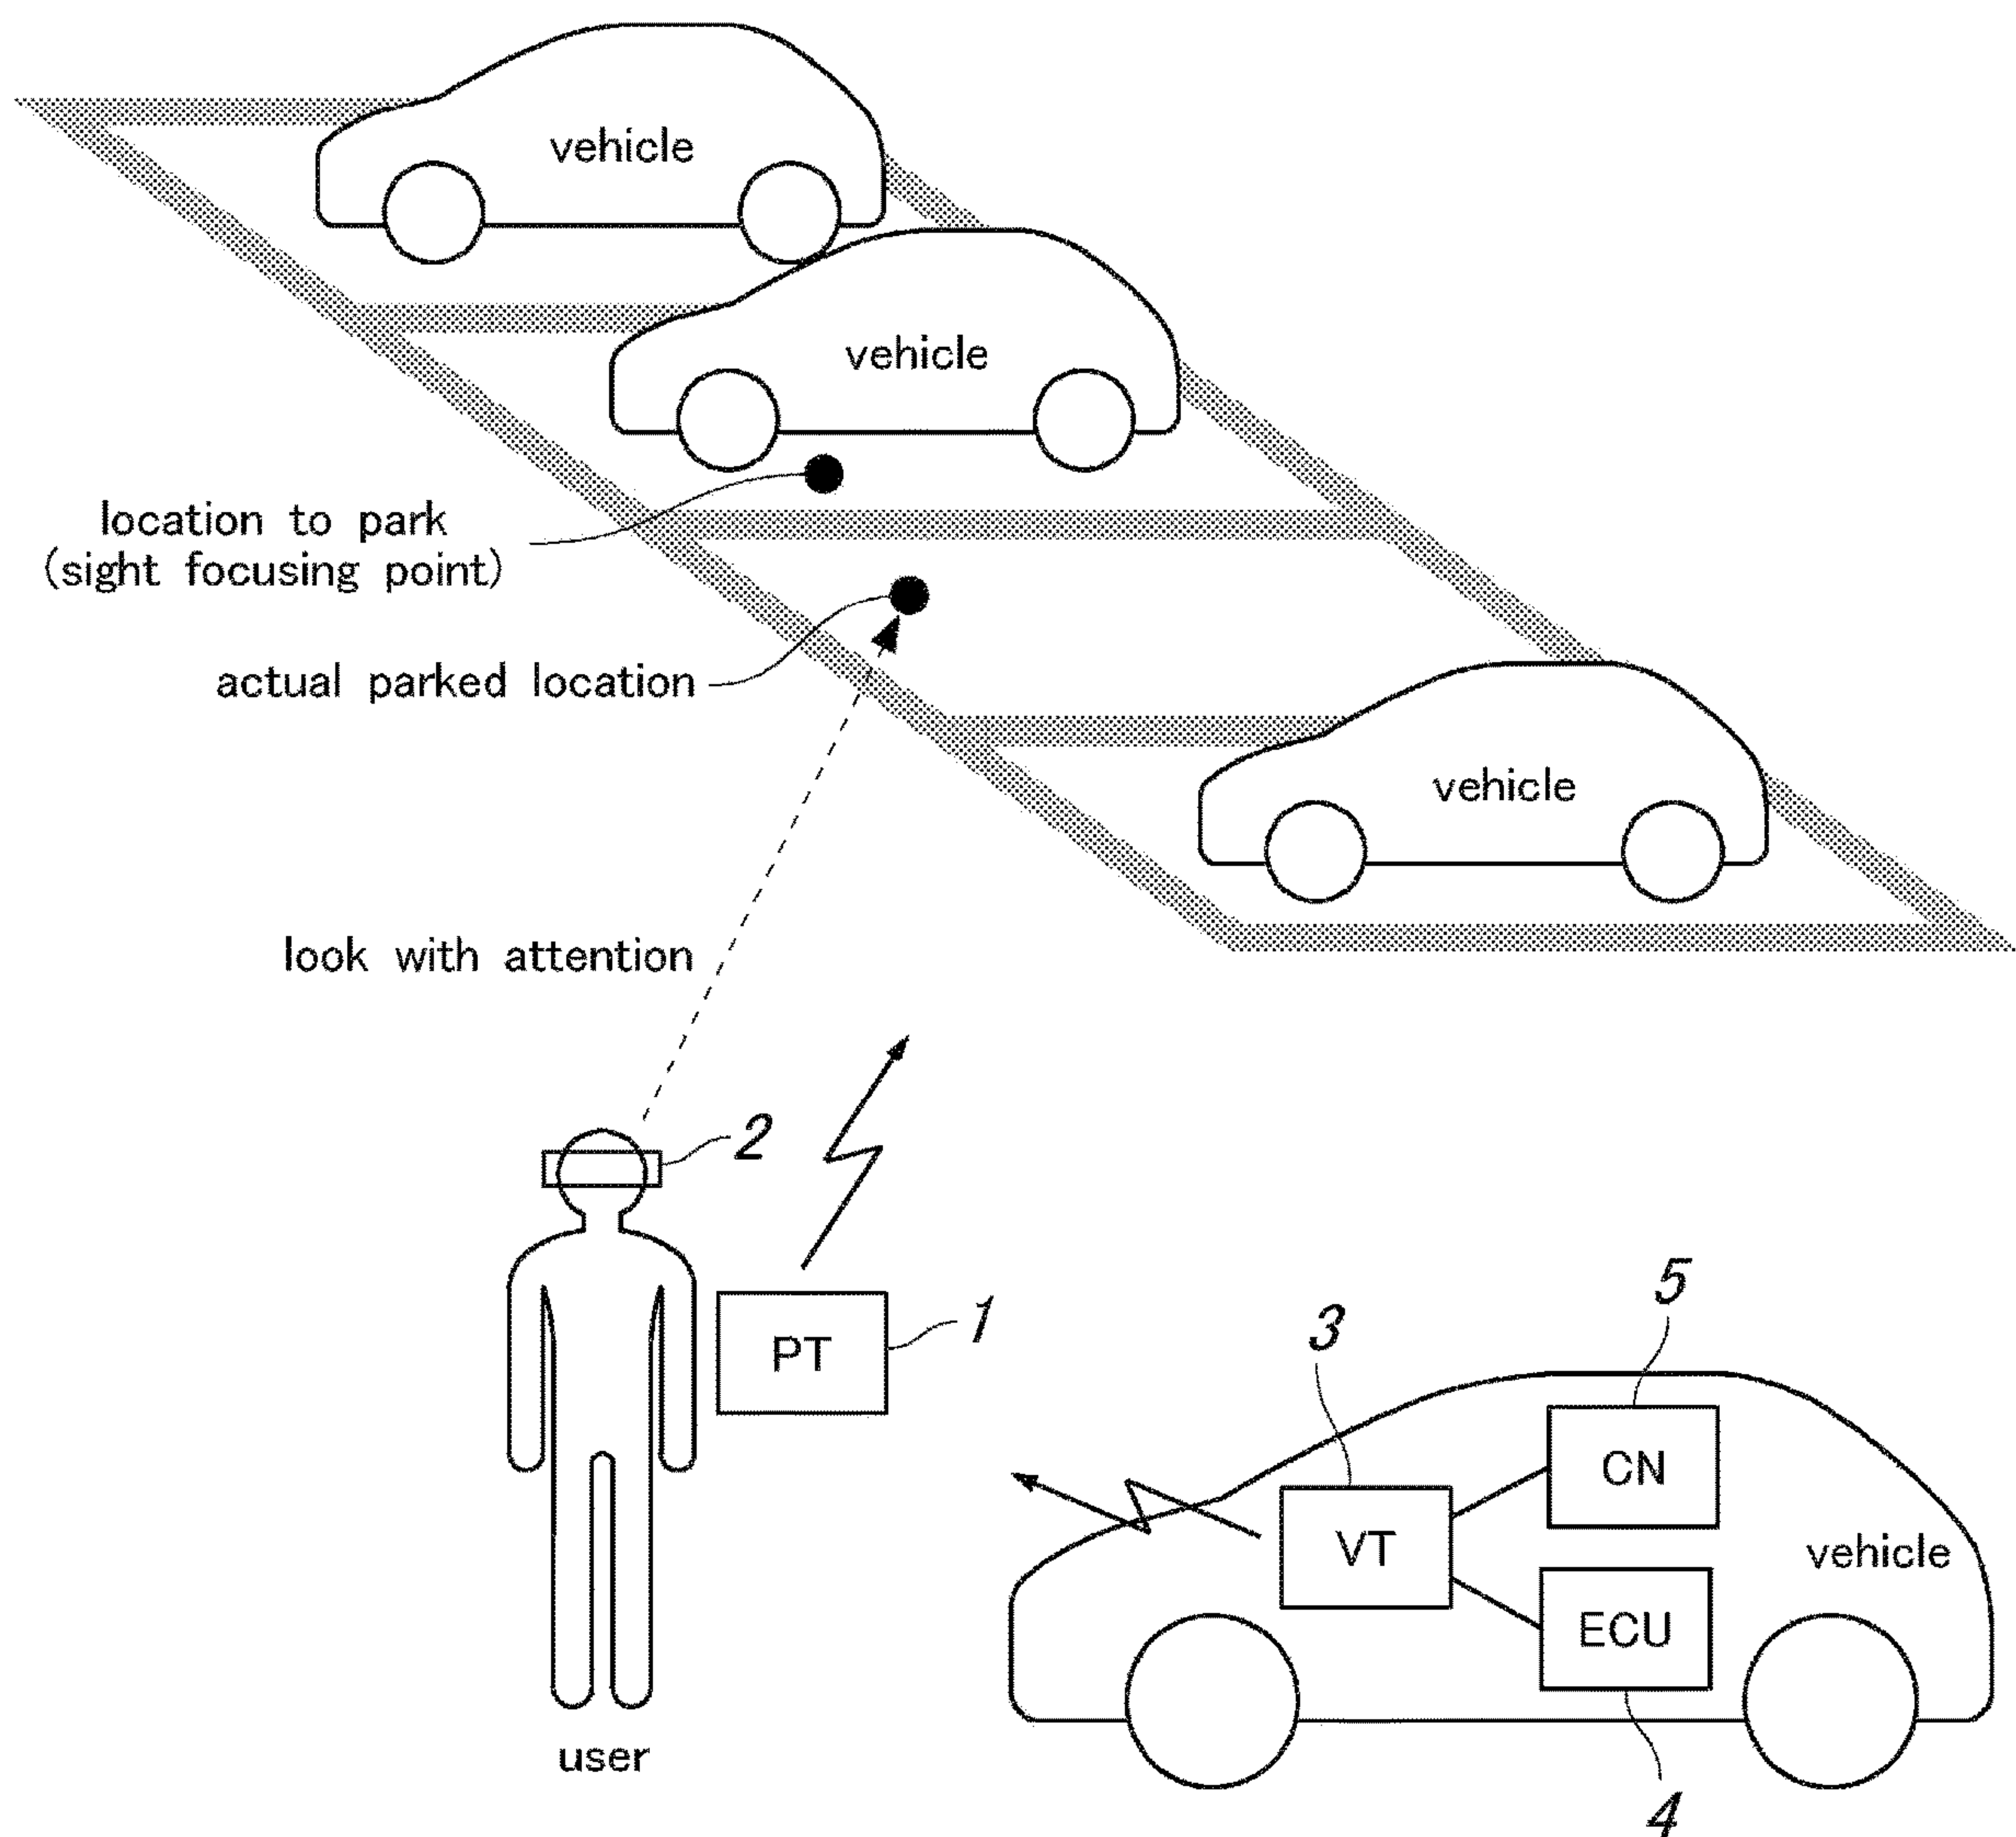 vehicle
vehicle
location to park
(sight focusing point)
actual parked location
vehicle
look with attention
2
1
PT
5
3
CN
VT
vehicle
ECU
user
4